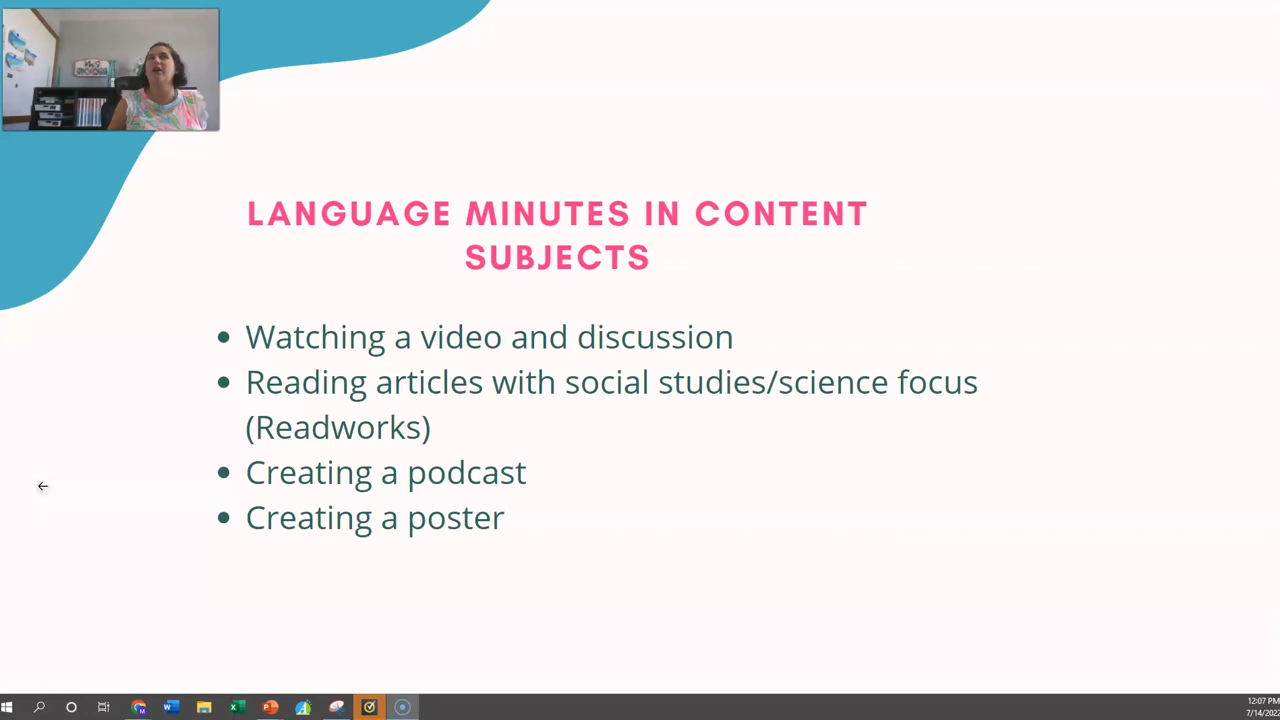 LANGUAGE MINUTES IN CONTENT
SUBJECTS
Watching a video and discussion
Reading articles with social studies/science focus
(Readworks)
Creating a podcast
Creating a poster
12:07 PM